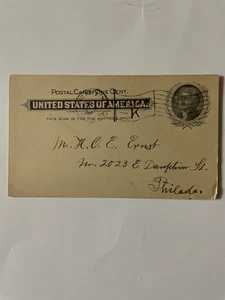 POSTAL CARD-ONE CENT.
UNITED STATES OF AMERICA.
THIS SIDE IS FOR THE ADDRESS ONLY.
K
Mr. H. O. E. Ernst
No. 2023 E. Dauphin St.
Philada.